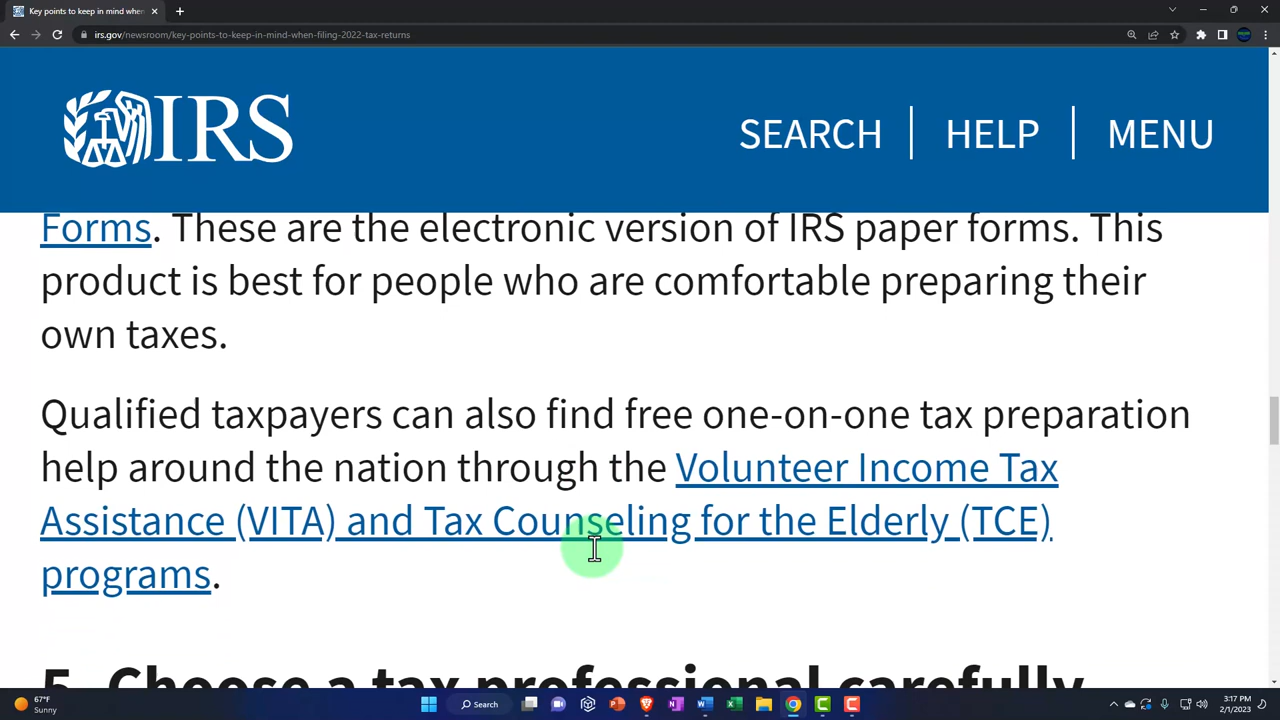 Key points to keep in mind when
irs.gov/newsroom/key-points-to-keep-in-mind-when-filing-2022-tax-returns
IRS
SEARCH
HELP
MENU
Forms. These are the electronic version of IRS paper forms. This
product is best for people who are comfortable preparing their
own taxes.
Qualified taxpayers can also find free one-on-one tax preparation
help around the nation through the Volunteer Income Tax
Assistance (VITA) and Tax Counseling for the Elderly (TCE)
programs.
5. Choose a tax professional carefully
67°F
Sunny
Search
3:17 PM
2/1/2023